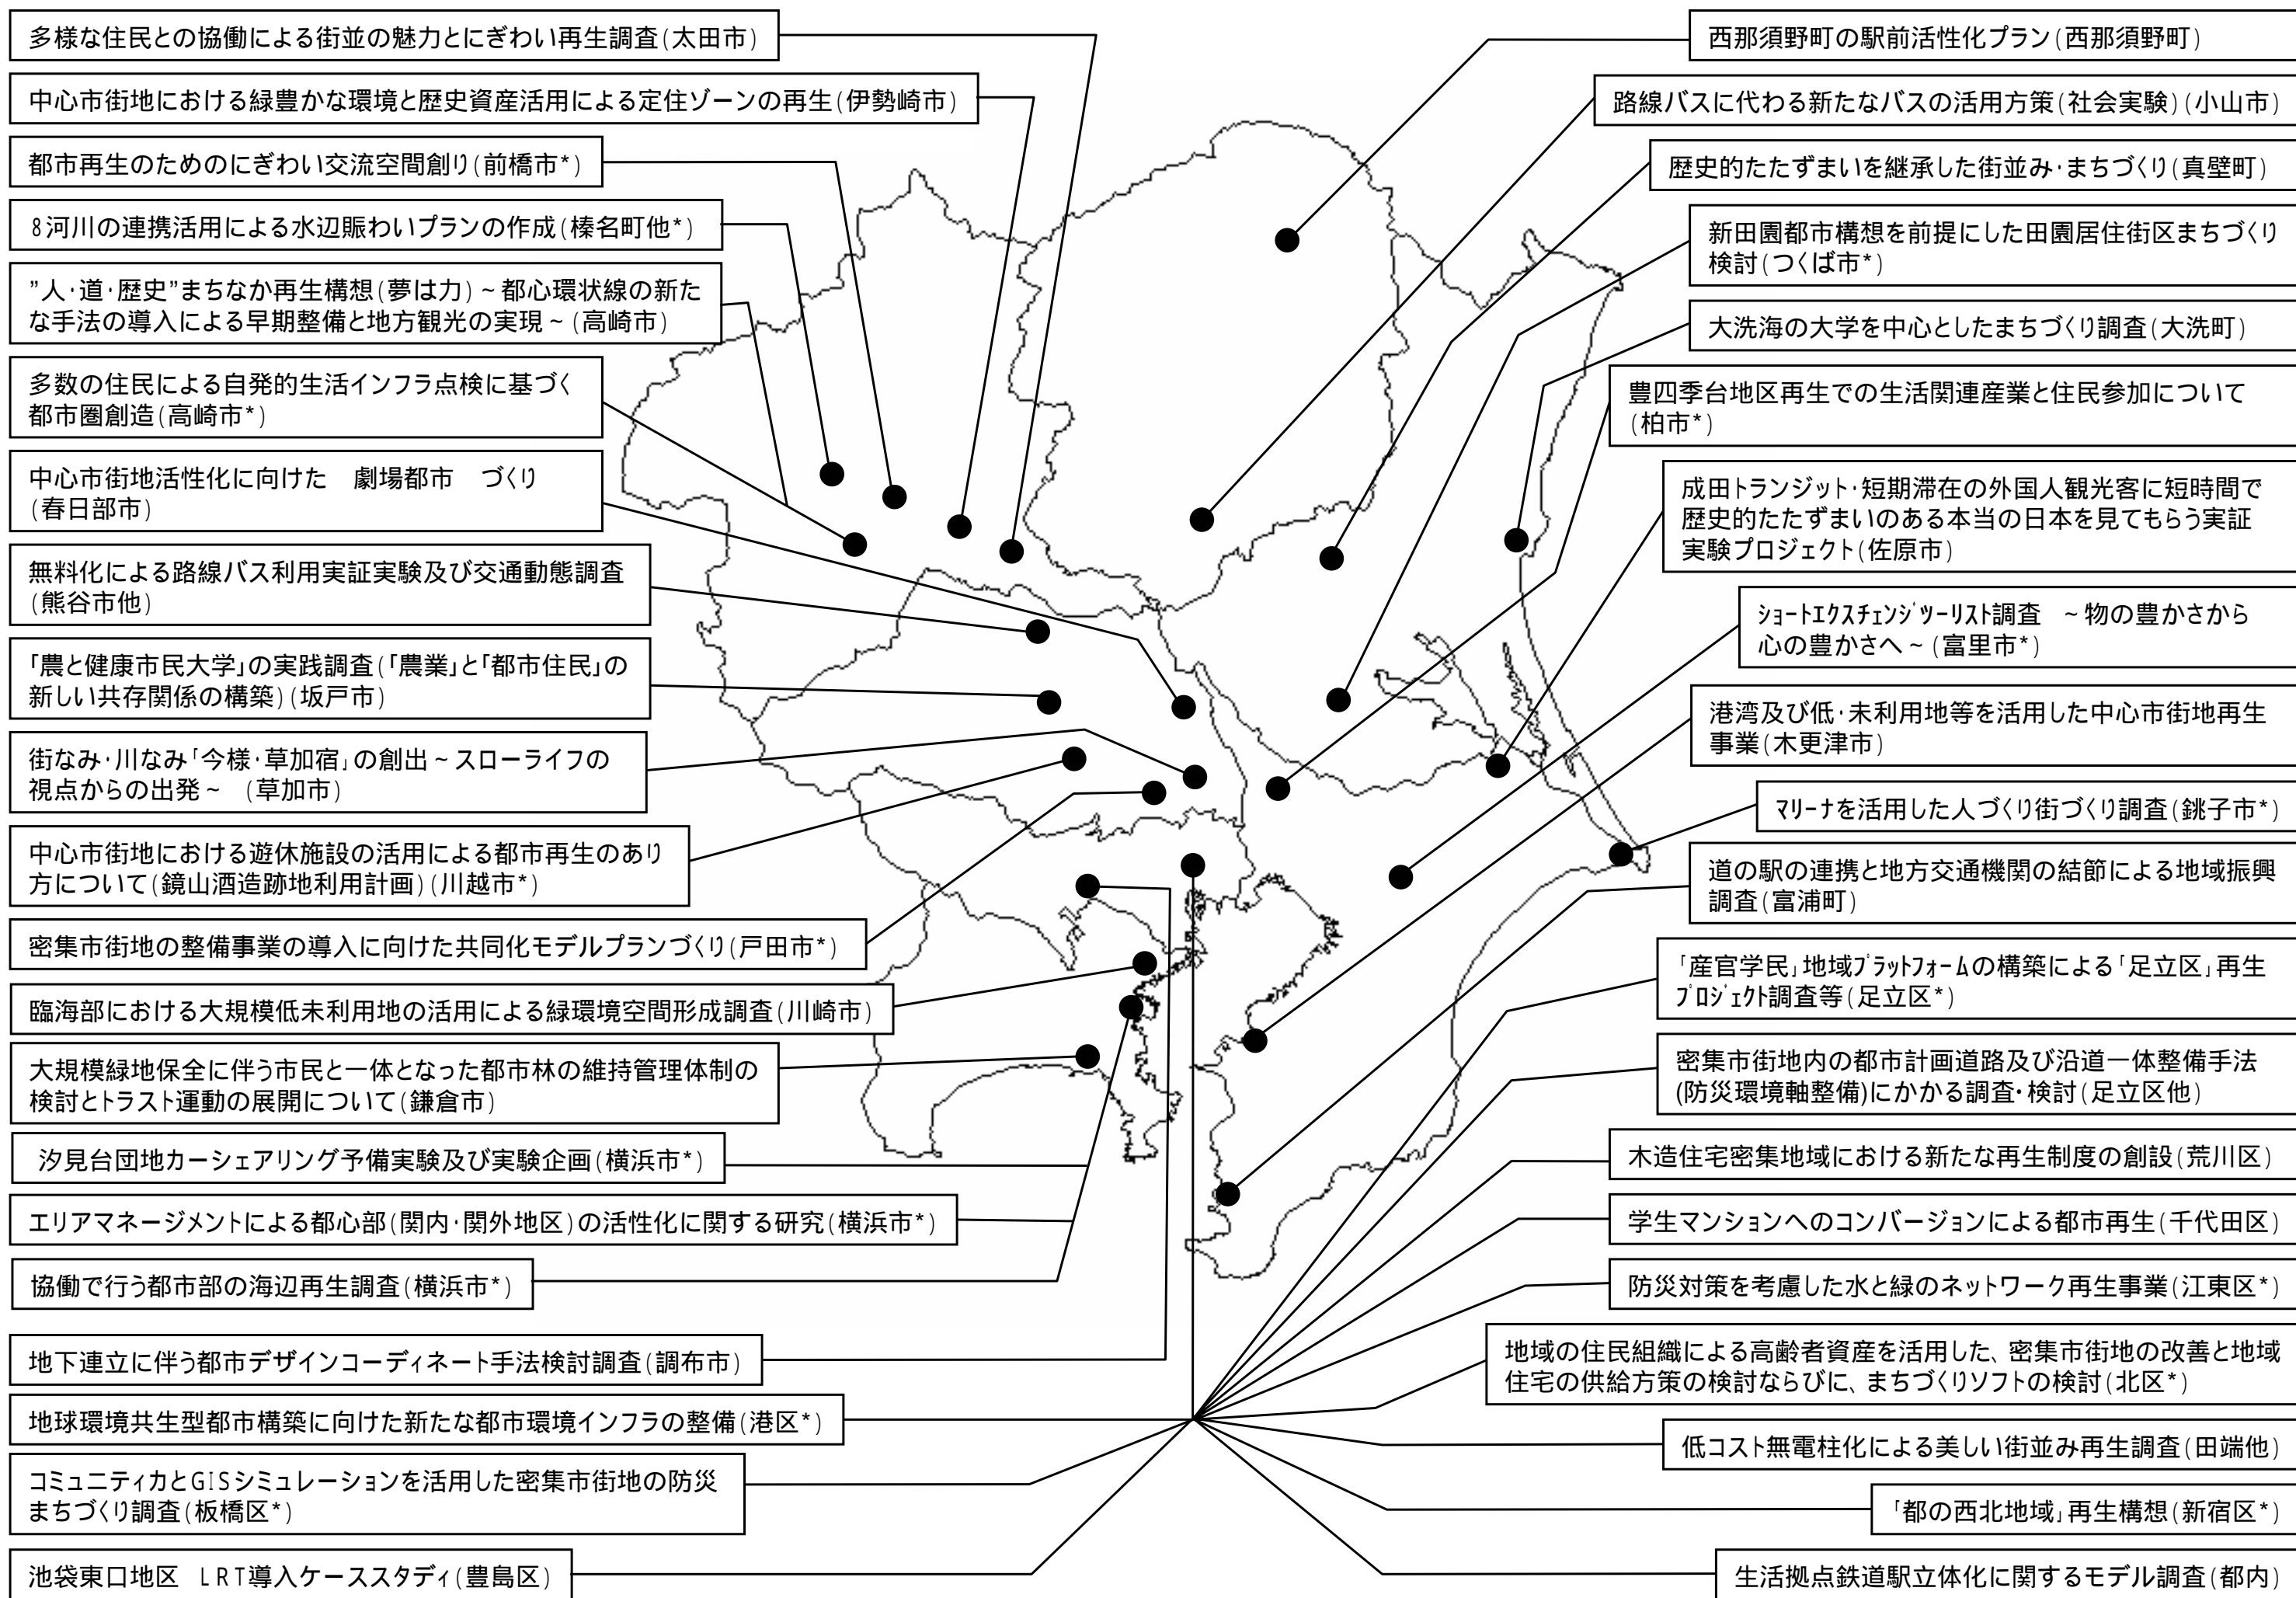 多様な住民との協働による街並の魅力とにぎわい再生調査(太田市)
中心市街地における緑豊かな環境と歴史資産活用による定住ゾーンの再生(伊勢崎市)
都市再生のためのにぎわい交流空間創り(前橋市*)
8河川の連携活用による水辺賑わいプランの作成(榛名町他*)
”人・道・歴史”まちなか再生構想(夢は力)～都心環状線の新た
な手法の導入による早期整備と地方観光の実現～(高崎市)
多数の住民による自発的生活インフラ点検に基づく
都市圏創造(高崎市*)
中心市街地活性化に向けた　劇場都市　づくり
(春日部市)
無料化による路線バス利用実証実験及び交通動態調査
(熊谷市他)
「農と健康市民大学」の実践調査(「農業」と「都市住民」の
新しい共存関係の構築)(坂戸市)
街なみ・川なみ「今様・草加宿」の創出～スローライフの
視点からの出発～　(草加市)
中心市街地における遊休施設の活用による都市再生のあり
方について(鏡山酒造跡地利用計画)(川越市*)
密集市街地の整備事業の導入に向けた共同化モデルプランづくり(戸田市*)
臨海部における大規模低未利用地の活用による緑環境空間形成調査(川崎市)
大規模緑地保全に伴う市民と一体となった都市林の維持管理体制の
検討とトラスト運動の展開について(鎌倉市)
汐見台団地カーシェアリング予備実験及び実験企画(横浜市*)
エリアマネージメントによる都心部(関内・関外地区)の活性化に関する研究(横浜市*)
協働で行う都市部の海辺再生調査(横浜市*)
地下連立に伴う都市デザインコーディネート手法検討調査(調布市)
地球環境共生型都市構築に向けた新たな都市環境インフラの整備(港区*)
コミュニティカとGISシミュレーションを活用した密集市街地の防災
まちづくり調査(板橋区*)
池袋東口地区　LRT導入ケーススタディ(豊島区)
西那須野町の駅前活性化プラン(西那須野町)
路線バスに代わる新たなバスの活用方策(社会実験)(小山市)
歴史的たたずまいを継承した街並み・まちづくり(真壁町)
新田園都市構想を前提にした田園居住街区まちづくり
検討(つくば市*)
大洗海の大学を中心としたまちづくり調査(大洗町)
豊四季台地区再生での生活関連産業と住民参加について
(柏市*)
成田トランジット・短期滞在の外国人観光客に短時間で
歴史的たたずまいのある本当の日本を見てもらう実証
実験プロジェクト(佐原市)
ｼｮｰﾄｴｸｽﾁｪﾝｼﾞﾂｰﾘｽﾄ調査　～物の豊かさから
心の豊かさへ～(富里市*)
港湾及び低・未利用地等を活用した中心市街地再生
事業(木更津市)
ﾏﾘｰﾅを活用した人づくり街づくり調査(銚子市*)
道の駅の連携と地方交通機関の結節による地域振興
調査(富浦町)
「産官学民」地域ﾌﾟﾗｯﾄﾌｫｰﾑの構築による「足立区」再生
ﾌﾟﾛｼﾞｪｸﾄ調査等(足立区*)
密集市街地内の都市計画道路及び沿道一体整備手法
(防災環境軸整備)にかかる調査・検討(足立区他)
木造住宅密集地域における新たな再生制度の創設(荒川区)
学生マンションへのコンバージョンによる都市再生(千代田区)
防災対策を考慮した水と緑のネットワーク再生事業(江東区*)
地域の住民組織による高齢者資産を活用した、密集市街地の改善と地域
住宅の供給方策の検討ならびに、まちづくりソフトの検討(北区*)
低コスト無電柱化による美しい街並み再生調査(田端他)
「都の西北地域」再生構想(新宿区*)
生活拠点鉄道駅立体化に関するモデル調査(都内)